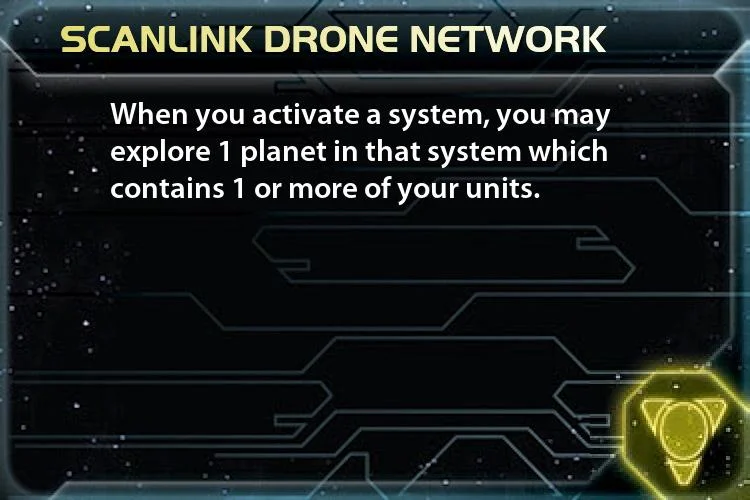 SCANLINK DRONE NETWORK
When you activate a system, you may
explore 1 planet in that system which
contains 1 or more of your units.